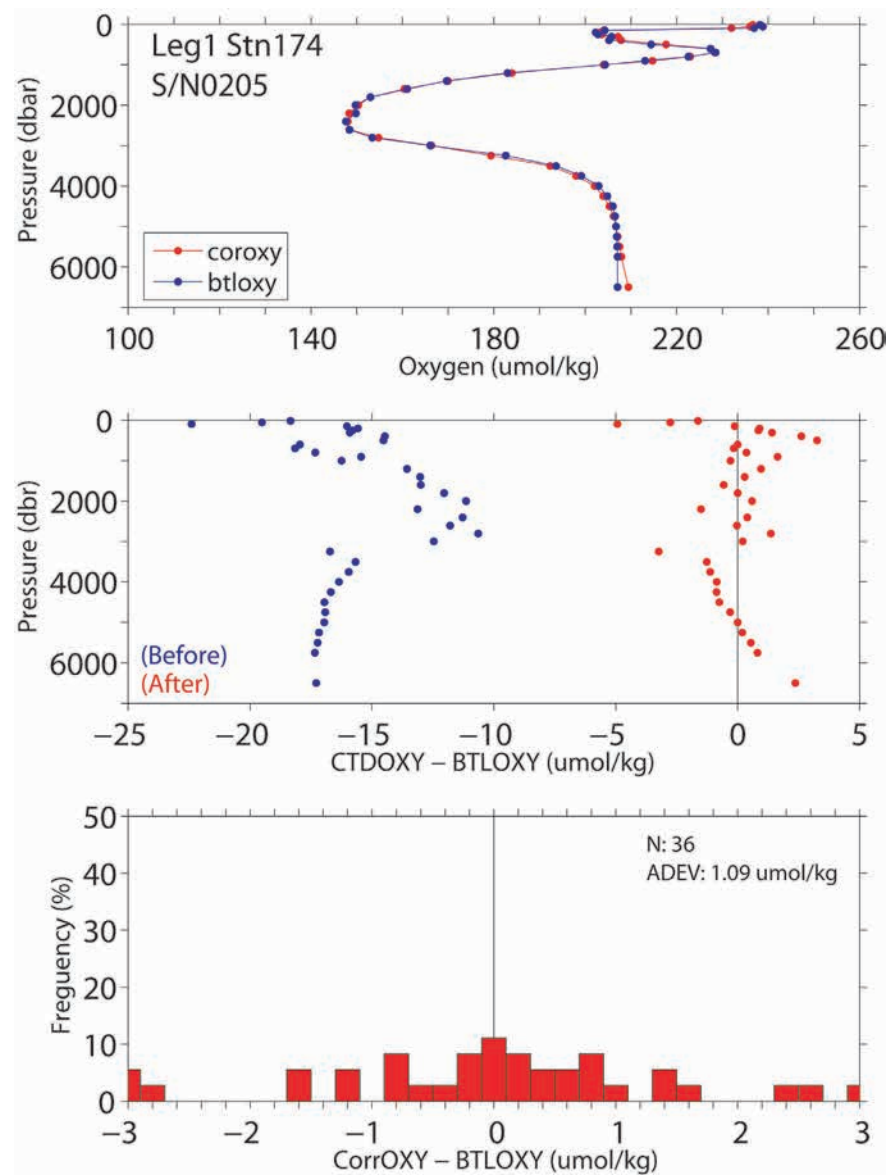 Leg1 Stn174
S/N0205
Pressure (dbar)
0
2000
4000
6000
coroxy
btloxy
100 140 180 220 260
Oxygen (umol/kg)
Pressure (dbr)
0
2000
4000
6000
(Before)
(After)
−25 −20 −15 −10 −5 0 5
CTDOXY − BTLOXY (umol/kg)
Freguency (%)
50
40
30
20
10
0
N: 36
ADEV: 1.09 umol/kg
−3 −2 −1 0 1 2 3
CorrOXY − BTLOXY (umol/kg)